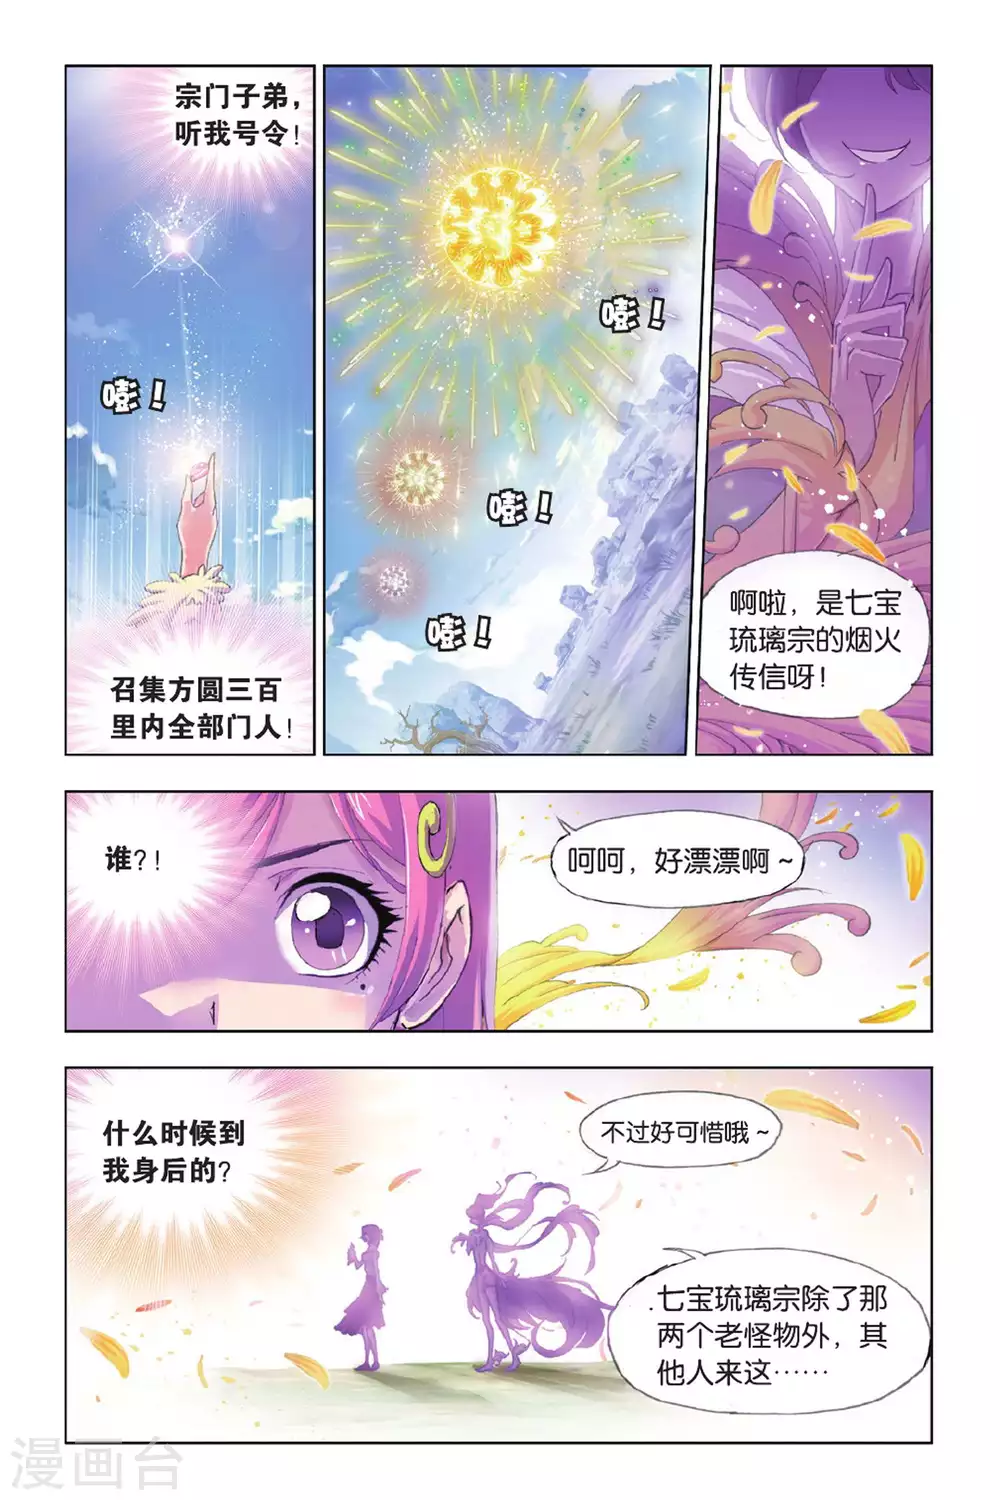 宗门子弟，
听我号令！
嘭！
召集方圆三百
里内全部门人！
嘭！
嘭！
嘭！
啊啦，是七宝
琉璃宗的烟火
传信呀！
谁？！
呵呵，好漂漂啊～
什么时候到
我身后的？
不过好可惜哦～
七宝琉璃宗除了那
两个老怪物外，其
他人来这……
漫画台